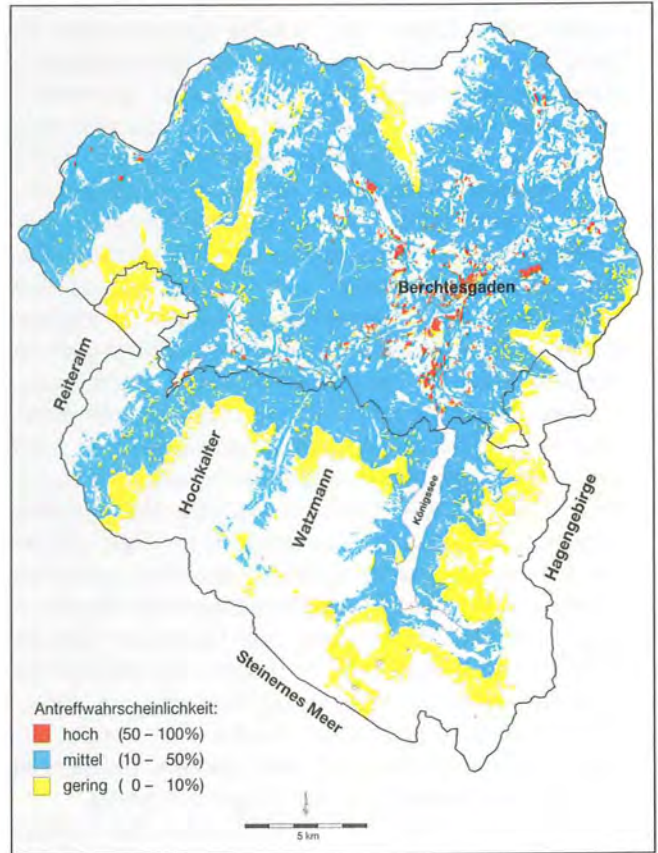 Berchtesgaden
Reiteralm
Hochkalter
Watzmann
Königssee
Hagengebirge
Steinernes Meer
Antreffwahrscheinlichkeit:
hoch (50 – 100%)
mittel (10 – 50%)
gering ( 0 – 10%)
5 km